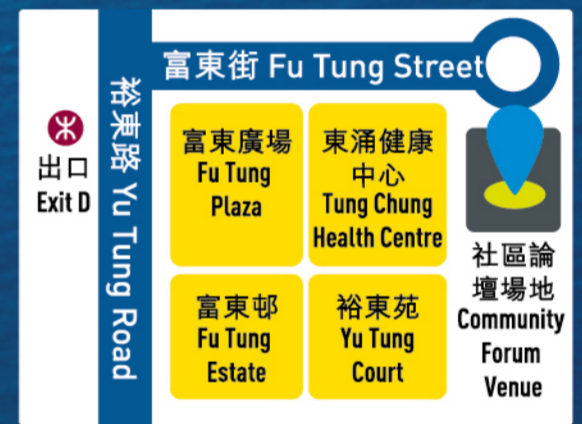 富東街 Fu Tung Street
裕東路 Yu Tung Road
出口
Exit D
富東廣場
Fu Tung
Plaza
東涌健康
中心
Tung Chung
Health Centre
富東邨
Fu Tung
Estate
裕東苑
Yu Tung
Court
社區論
壇場地
Community
Forum
Venue